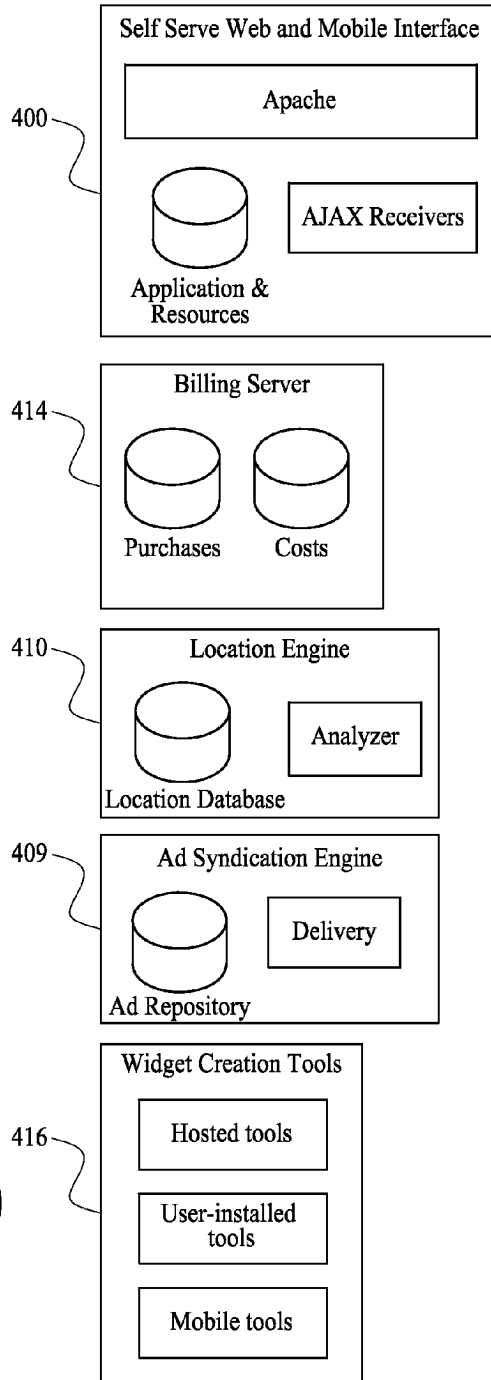 Self Serve Web and Mobile Interface
Apache
400
AJAX Receivers
Application &
Resources
Billing Server
414
Purchases
Costs
410
Location Engine
Analyzer
Location Database
409
Ad Syndication Engine
Delivery
Ad Repository
Widget Creation Tools
416
Hosted tools
User-installed
tools
Mobile tools